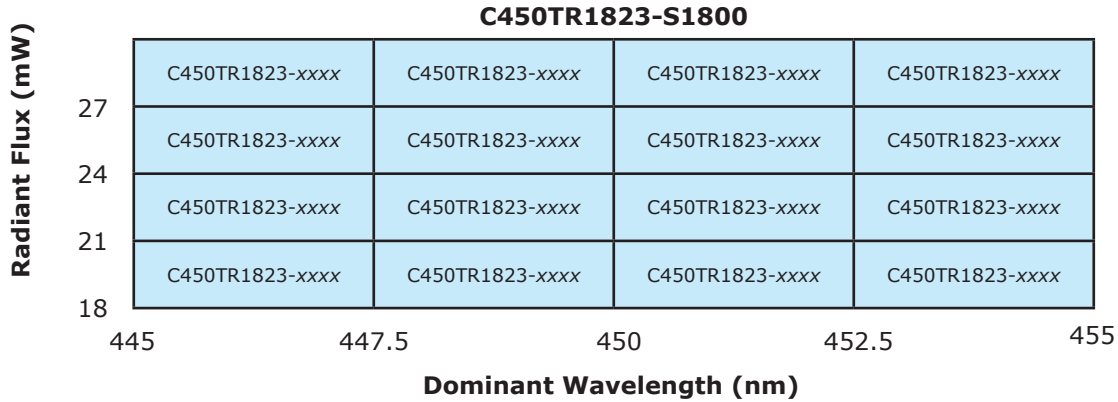 C450TR1823-S1800
Radiant Flux (mW)
C450TR1823-xxxx C450TR1823-xxxx C450TR1823-xxxx C450TR1823-xxxx
27
C450TR1823-xxxx C450TR1823-xxxx C450TR1823-xxxx C450TR1823-xxxx
24
C450TR1823-xxxx C450TR1823-xxxx C450TR1823-xxxx C450TR1823-xxxx
21
C450TR1823-xxxx C450TR1823-xxxx C450TR1823-xxxx C450TR1823-xxxx
18
445 447.5 450 452.5 455
Dominant Wavelength (nm)